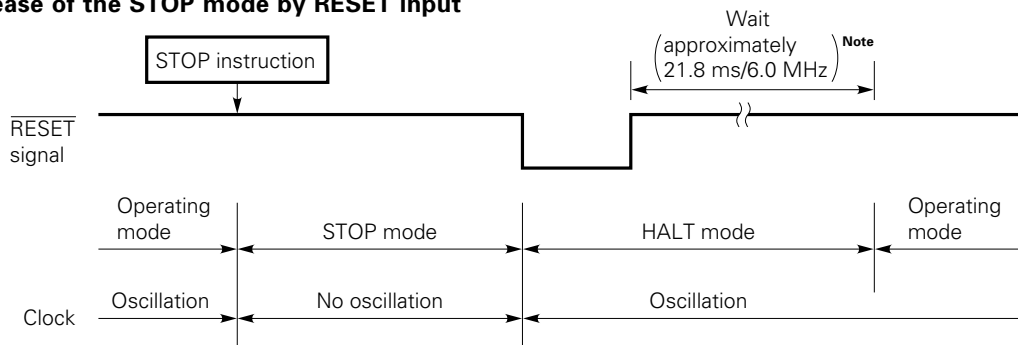 ease of the STOP mode by RESET input
Wait
(approximately
21.8 ms/6.0 MHz) Note
STOP instruction
RESET
signal
Operating
mode
STOP mode
HALT mode
Operating
mode
Clock
Oscillation
No oscillation
Oscillation